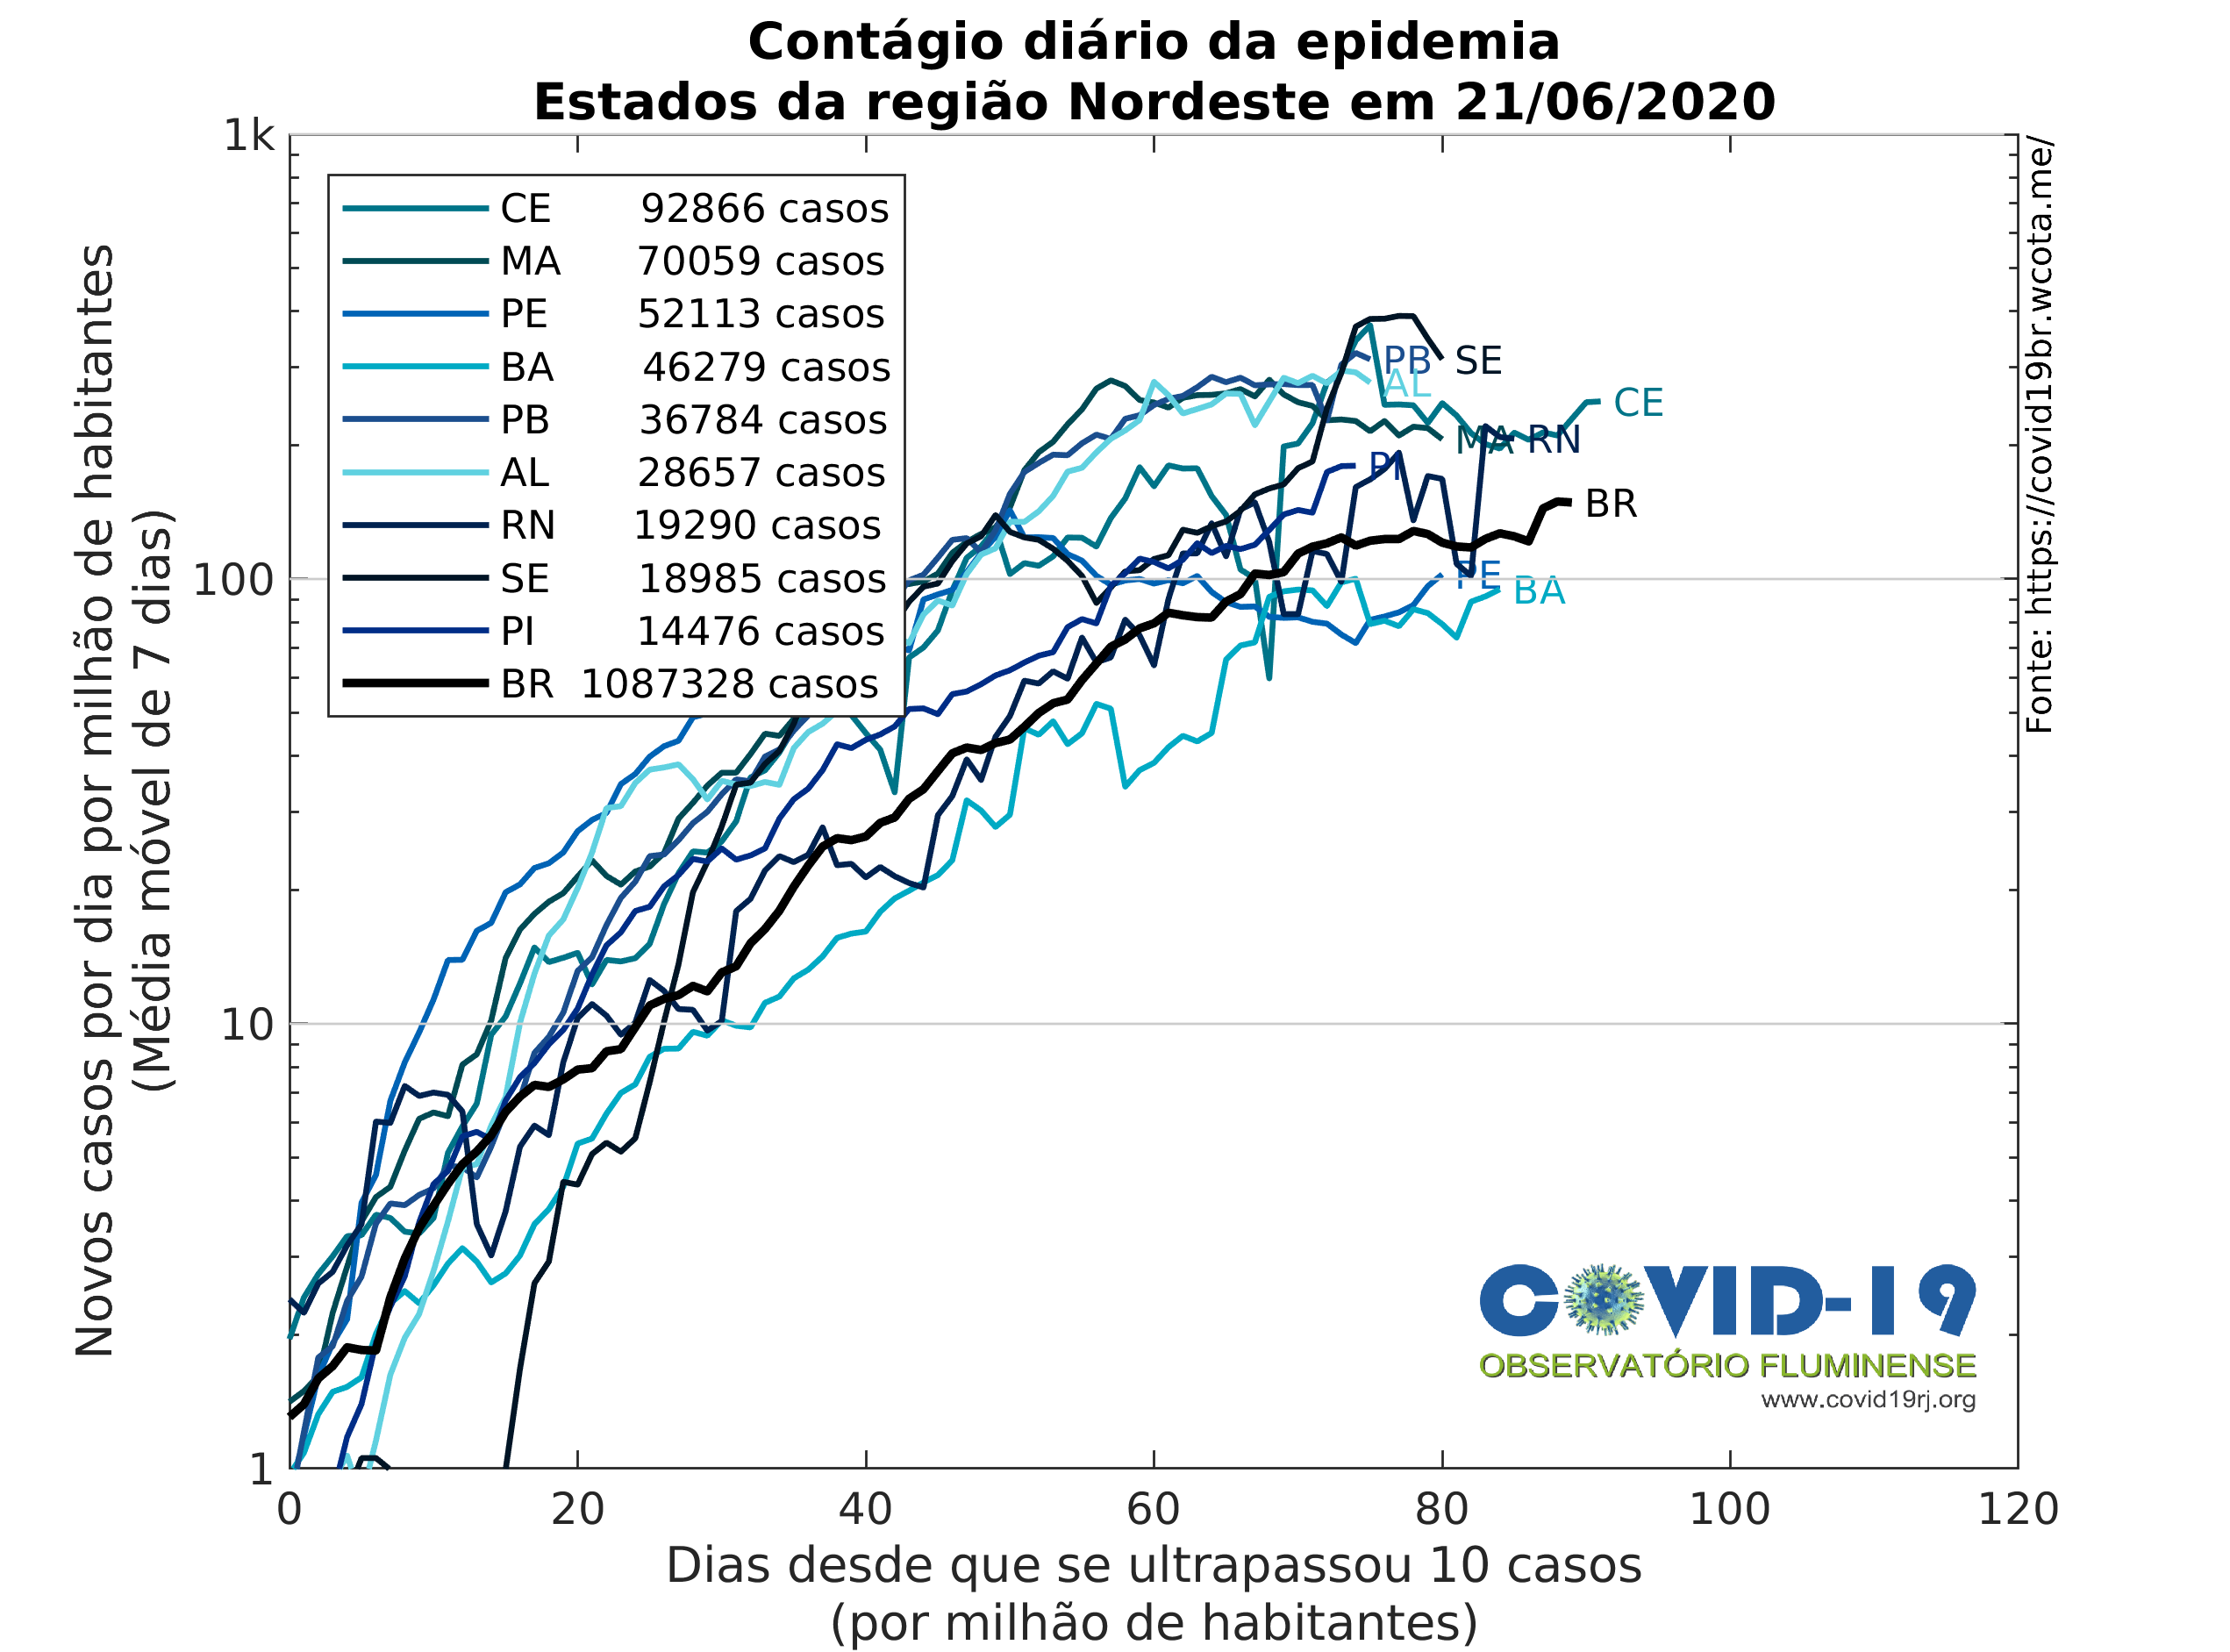 Contágio diário da epidemia
Estados da região Nordeste em 21/06/2020
Novos casos por dia por milhão de habitantes
(Média móvel de 7 dias)
1k
100
10
1
CE 92866 casos
MA 70059 casos
PE 52113 casos
BA 46279 casos
PB 36784 casos
AL 28657 casos
RN 19290 casos
SE 18985 casos
PI 14476 casos
BR 1087328 casos
PB
SE
AL
CE
MA
RN
PI
BR
PE
BA
Fonte: https://covid19br.wcota.me/
COVID-19
OBSERVATÓRIO FLUMINENSE
www.covid19rj.org
0
20
40
60
80
100
120
Dias desde que se ultrapassou 10 casos
(por milhão de habitantes)